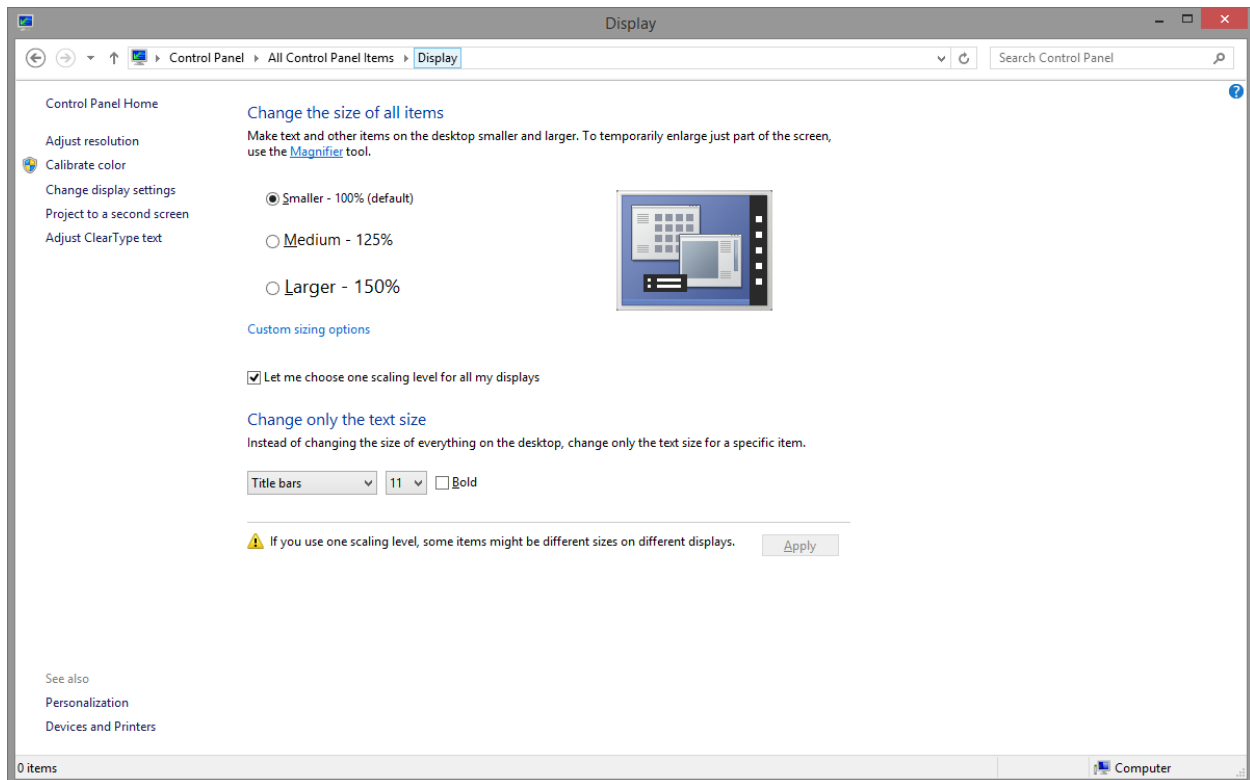 Display
Control Panel
All Control Panel Items
Display
Search Control Panel
Control Panel Home
Adjust resolution
Calibrate color
Change display settings
Project to a second screen
Adjust ClearType text
Change the size of all items
Make text and other items on the desktop smaller and larger. To temporarily enlarge just part of the screen,
use the Magnifier tool.
Smaller - 100% (default)
Medium - 125%
Larger - 150%
Custom sizing options
Let me choose one scaling level for all my displays
Change only the text size
Instead of changing the size of everything on the desktop, change only the text size for a specific item.
Title bars 11 Bold
If you use one scaling level, some items might be different sizes on different displays. Apply
See also
Personalization
Devices and Printers
0 items
Computer